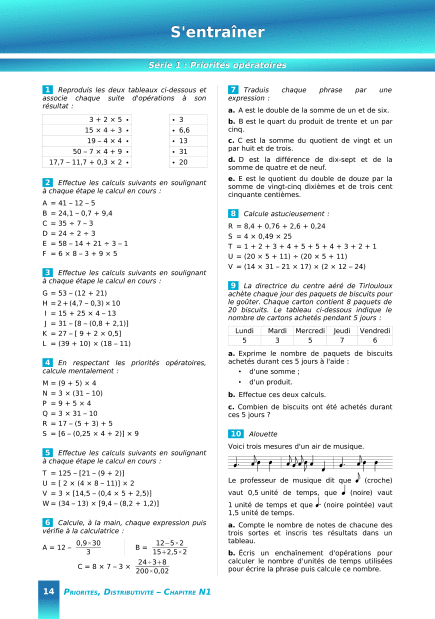 S'entraîner
Série 1 : Priorités opératoires
1 Reproduis les deux tableaux ci-dessous et
associe chaque suite d'opérations à son
résultat :
3 + 2 × 5 • • 3
15 × 4 ÷ 3 • • 6,6
19 – 4 × 4 • • 13
50 – 7 × 4 + 9 • • 31
17,7 – 11,7 + 0,3 × 2 • • 20
2 Effectue les calculs suivants en soulignant
à chaque étape le calcul en cours :
A = 41 – 12 – 5
B = 24,1 – 0,7 + 9,4
C = 35 ÷ 7 – 3
D = 24 ÷ 2 ÷ 3
E = 58 – 14 + 21 ÷ 3 – 1
F = 6 × 8 – 3 + 9 × 5
3 Effectue les calculs suivants en soulignant
à chaque étape le calcul en cours :
G = 53 – (12 + 21)
H = 2 + (4,7 – 0,3) × 10
I = 15 + 25 × 4 – 13
J = 31 – [8 – (0,8 + 2,1)]
K = 27 – [ 9 + 2 × 0,5]
L = (39 + 10) × (18 – 11)
4 En respectant les priorités opératoires,
calcule mentalement :
M = (9 + 5) × 4
N = 3 × (31 – 10)
P = 9 + 5 × 4
Q = 3 × 31 – 10
R = 17 – (5 + 3) + 5
S = [6 – (0,25 × 4 + 2)] × 9
5 Effectue les calculs suivants en soulignant
à chaque étape le calcul en cours :
T = 125 – [21 – (9 + 2)]
U = [ 2 × (4 × 8 – 11)] × 2
V = 3 × [14,5 – (0,4 × 5 + 2,5)]
W = (34 – 13) × [9,4 – (8,2 + 1,2)]
6 Calcule, à la main, chaque expression puis
vérifie à la calculatrice :
A = 12 – 0,9×30 / 3 B = 12–5×2 / 15÷2,5×2
C = 8 × 7 – 3 × 24÷3+8 / 200×0,02
7 Traduis chaque phrase par une
expression :
a. A est le double de la somme de un et de six.
b. B est le quart du produit de trente et un par
cinq.
c. C est la somme du quotient de vingt et un
par huit et de trois.
d. D est la différence de dix-sept et de la
somme de quatre et de neuf.
e. E est le quotient du double de douze par la
somme de vingt-cinq dixièmes et de trois cent
cinquante centièmes.
8 Calcule astucieusement :
R = 8,4 + 0,76 + 2,6 + 0,24
S = 4 × 0,49 × 25
T = 1 + 2 + 3 + 4 + 5 + 5 + 4 + 3 + 2 + 1
U = (20 × 5 + 11) ÷ (20 × 5 + 11)
V = (14 × 31 – 21 × 17) × (2 × 12 – 24)
9 La directrice du centre aéré de Tirlouloux
achète chaque jour des paquets de biscuits pour
le goûter. Chaque carton contient 8 paquets de
20 biscuits. Le tableau ci-dessous indique le
nombre de cartons achetés pendant 5 jours :
Lundi Mardi Mercredi Jeudi Vendredi
5 3 5 7 6
a. Exprime le nombre de paquets de biscuits
achetés durant ces 5 jours à l'aide :
• d'une somme ;
• d'un produit.
b. Effectue ces deux calculs.
c. Combien de biscuits ont été achetés durant
ces 5 jours ?
10 Alouette
Voici trois mesures d'un air de musique.
Le professeur de musique dit que (croche)
vaut 0,5 unité de temps, que (noire) vaut
1 unité de temps et que (noire pointée) vaut
1,5 unité de temps.
a. Compte le nombre de notes de chacune des
trois sortes et inscris tes résultats dans un
tableau.
b. Écris un enchaînement d'opérations pour
calculer le nombre d'unités de temps utilisées
pour écrire la phrase puis calcule ce nombre.
14 Priorités, Distributivité – Chapitre N1